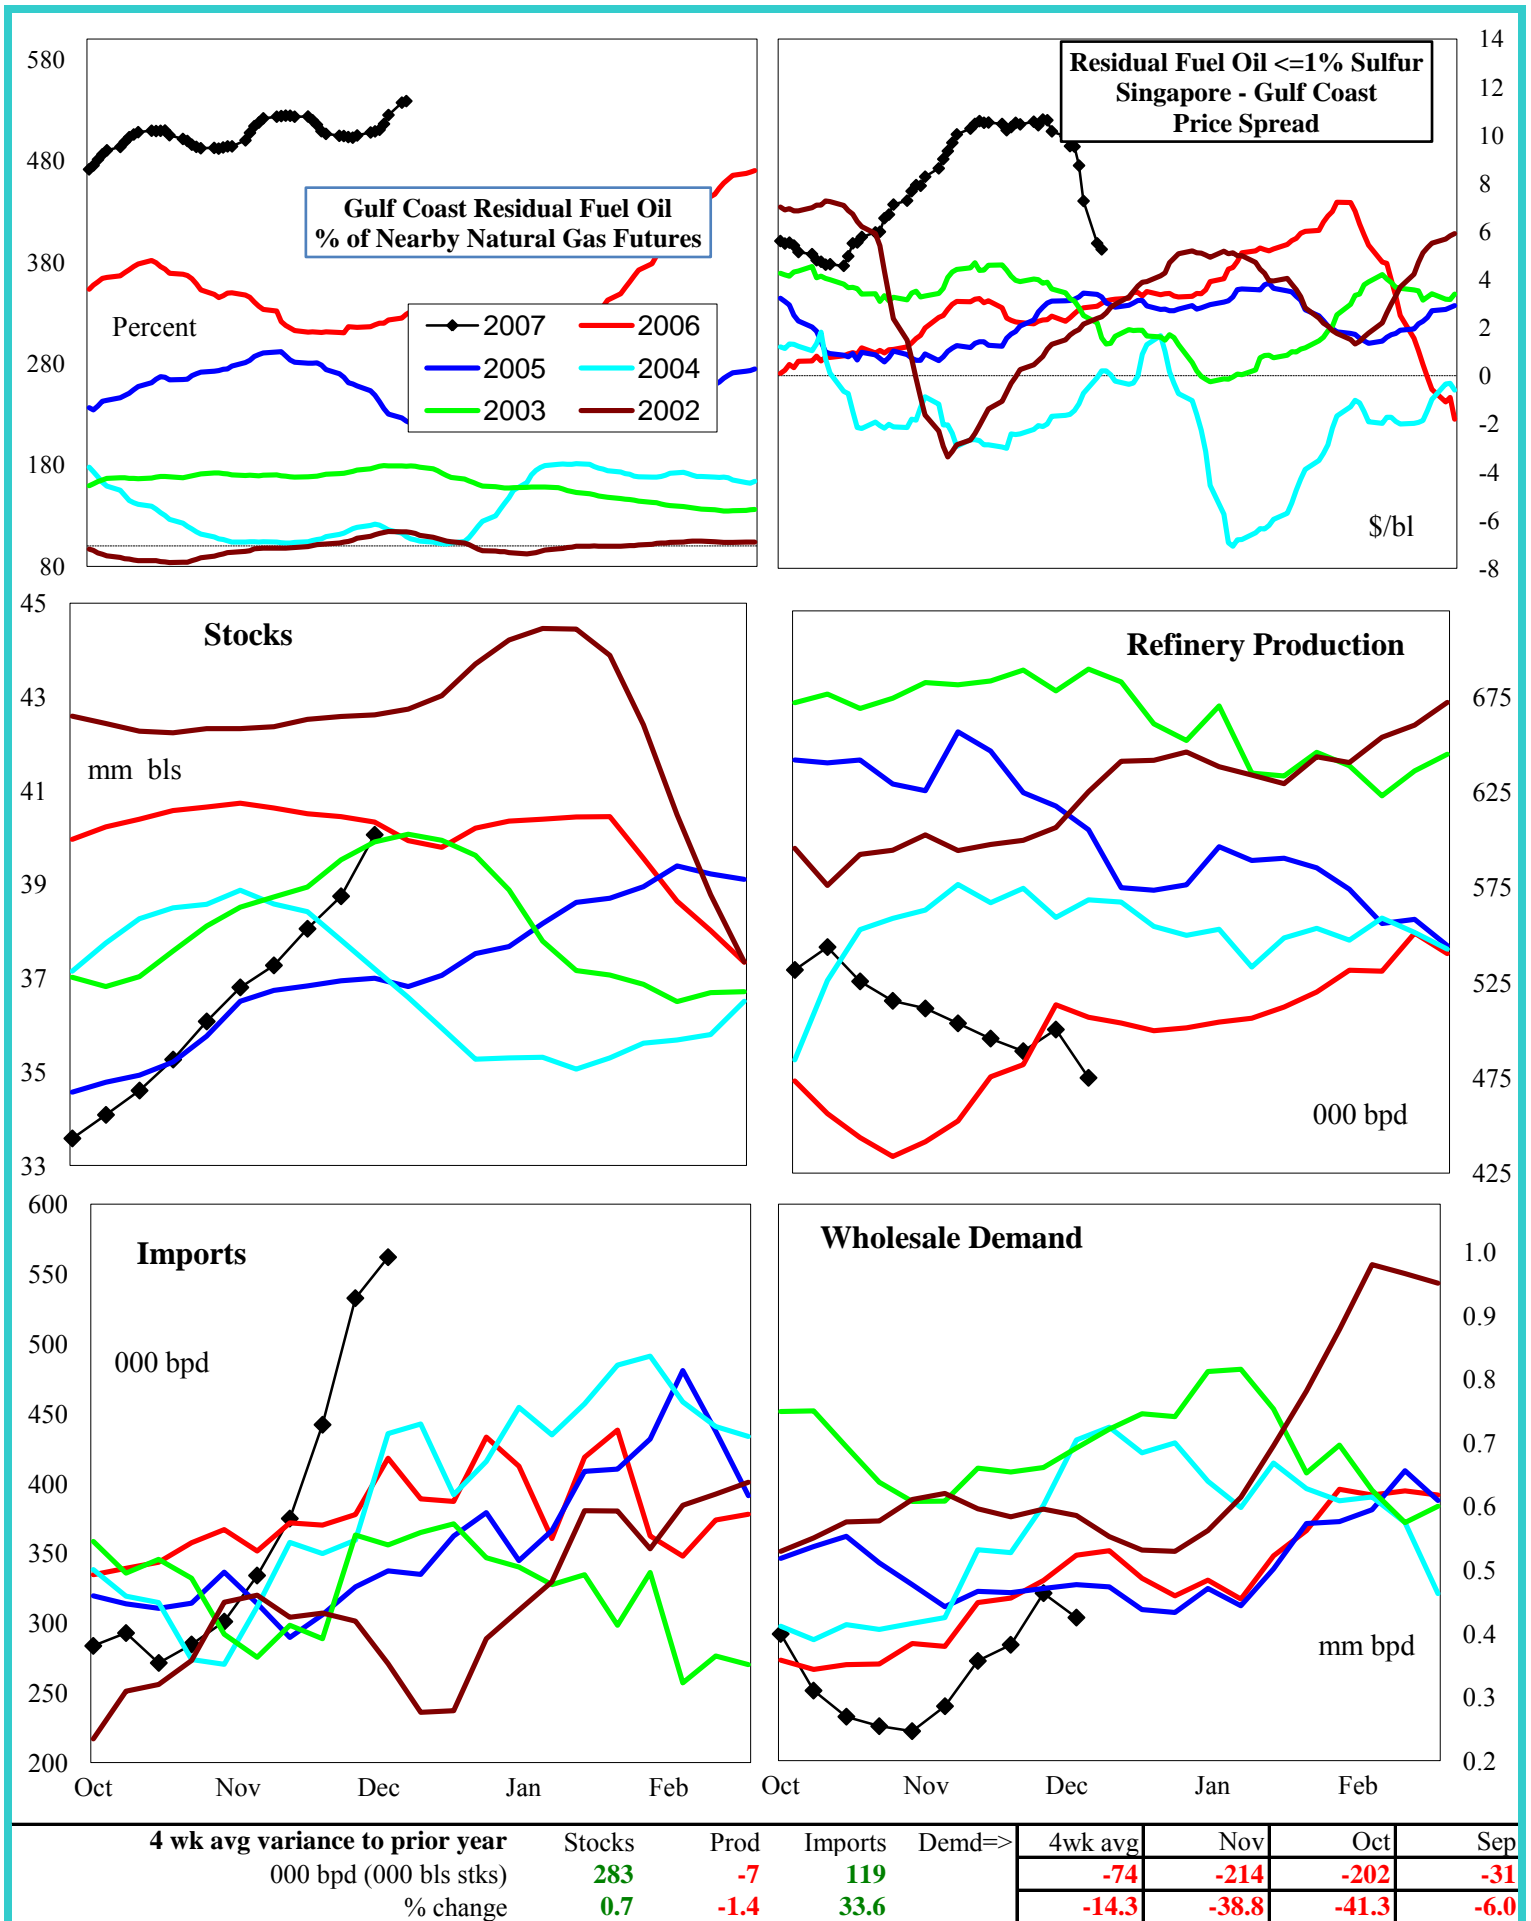 580
480
380
280
180
80
Gulf Coast Residual Fuel Oil
% of Nearby Natural Gas Futures
Percent
2007 2006
2005 2004
2003 2002
Residual Fuel Oil <=1% Sulfur
Singapore - Gulf Coast
Price Spread
14
12
10
8
6
4
2
0
-2
-4
-6
-8
$/bl
45
43
41
39
37
35
33
Stocks
mm bls
Refinery Production
675
625
575
525
475
425
000 bpd
600
550
500
450
400
350
300
250
200
Imports
000 bpd
Oct Nov Dec Jan Feb
Wholesale Demand
1.0
0.9
0.8
0.7
0.6
0.5
0.4
0.3
0.2
mm bpd
Oct Nov Dec Jan Feb
4 wk avg variance to prior year Stocks Prod Imports Demd=> 4wk avg Nov Oct Sep
000 bpd (000 bls stks) 283 -7 119 -74 -214 -202 -31
% change 0.7 -1.4 33.6 -14.3 -38.8 -41.3 -6.0